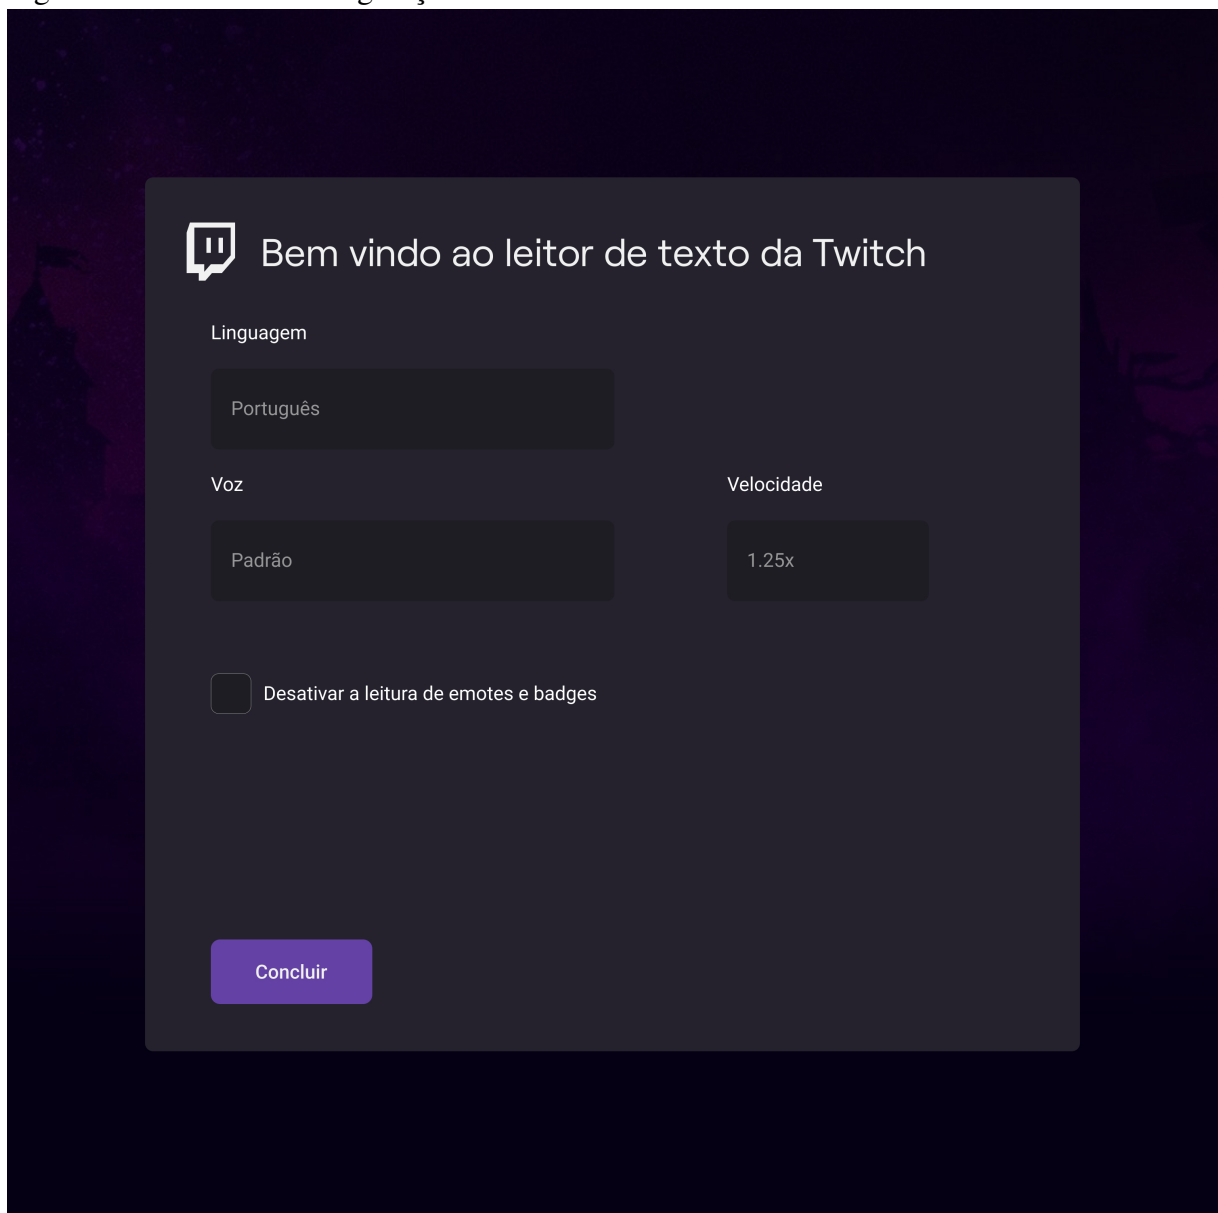 Bem vindo ao leitor de texto da Twitch
Linguagem
Português
Voz
Velocidade
Padrão
1.25x
Desativar a leitura de emotes e badges
Concluir